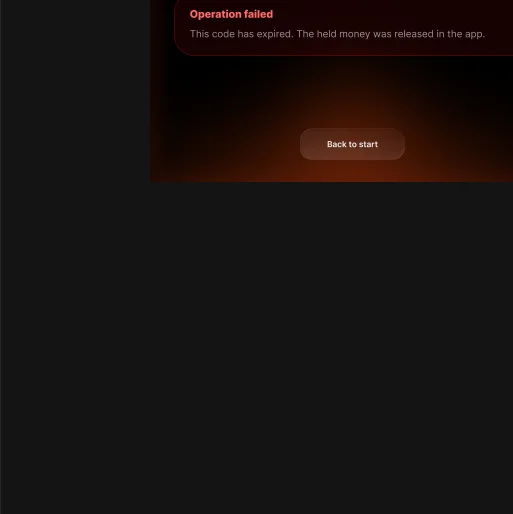 Operation failed
This code has expired. The held money was released in the app.
Back to start